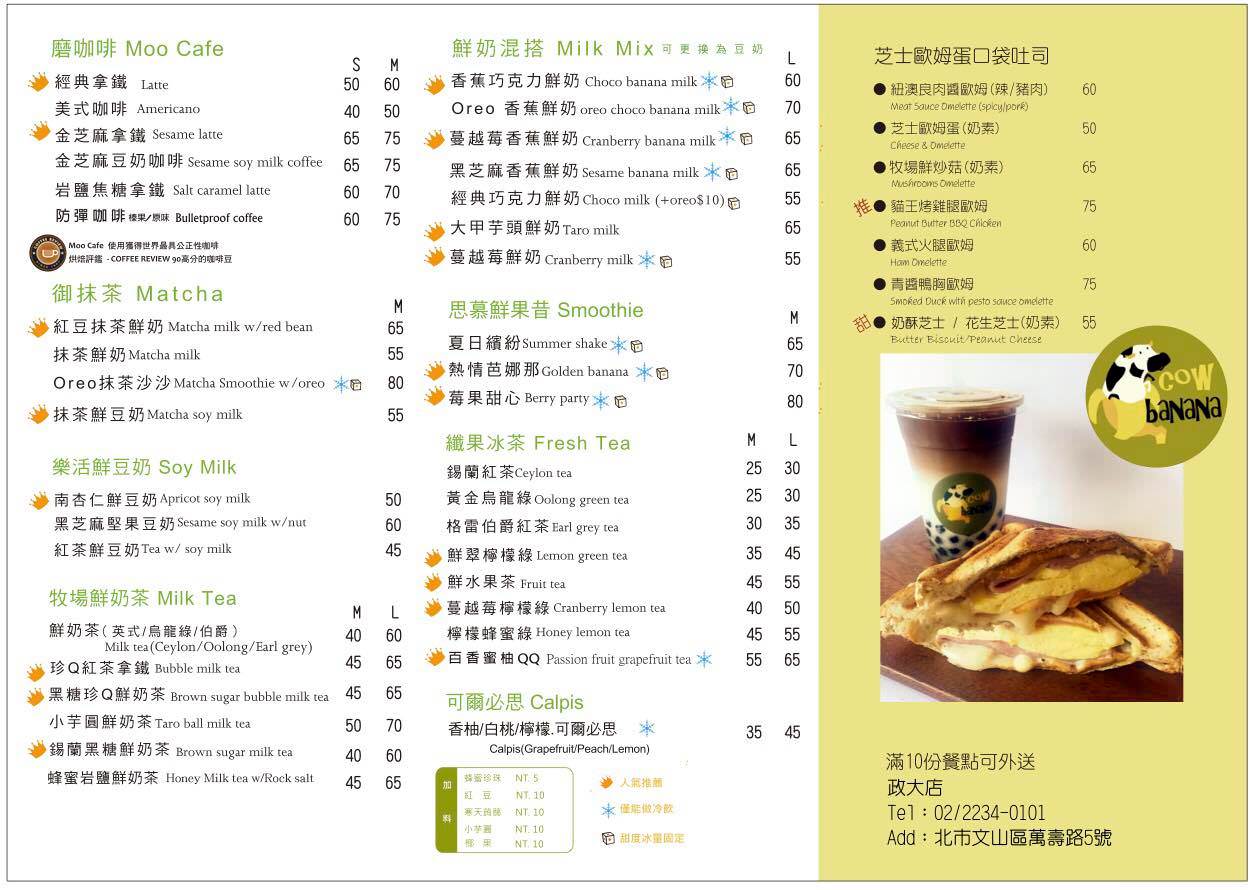 磨咖啡 Moo Cafe
S M
經典拿鐵 Latte 50 60
美式咖啡 Americano 40 50
金芝麻拿鐵 Sesame latte 65 75
金芝麻豆奶咖啡 Sesame soy milk coffee 65 75
岩鹽焦糖拿鐵 Salt caramel latte 60 70
防彈咖啡 榛果/原味 Bulletproof coffee 60 75
Moo Cafe 使用獲得世界最具公正性咖啡
烘焙評鑑 - COFFEE REVIEW 90高分的咖啡豆
御抹茶 Matcha
M
紅豆抹茶鮮奶 Matcha milk w/red bean 65
抹茶鮮奶 Matcha milk 55
Oreo抹茶沙沙 Matcha Smoothie w/oreo 80
抹茶鮮豆奶 Matcha soy milk 55
樂活鮮豆奶 Soy Milk
南杏仁鮮豆奶 Apricot soy milk 50
黑芝麻堅果豆奶 Sesame soy milk w/nut 60
紅茶鮮豆奶 Tea w/ soy milk 45
牧場鮮奶茶 Milk Tea
M L
鮮奶茶(英式/烏龍綠/伯爵) 40 60
Milk tea(Ceylon/Oolong/Earl grey)
珍Q紅茶拿鐵 Bubble milk tea 45 65
黑糖珍Q鮮奶茶 Brown sugar bubble milk tea 45 65
小芋圓鮮奶茶 Taro ball milk tea 50 70
錫蘭黑糖鮮奶茶 Brown sugar milk tea 40 60
蜂蜜岩鹽鮮奶茶 Honey Milk tea w/Rock salt 45 65
鮮奶混搭 Milk Mix 可更換為豆奶
L
香蕉巧克力鮮奶 Choco banana milk 60
Oreo 香蕉鮮奶 oreo choco banana milk 70
蔓越莓香蕉鮮奶 Cranberry banana milk 65
黑芝麻香蕉鮮奶 Sesame banana milk 65
經典巧克力鮮奶 Choco milk (+oreo$10) 55
大甲芋頭鮮奶 Taro milk 65
蔓越莓鮮奶 Cranberry milk 55
思慕鮮果昔 Smoothie
M
夏日繽紛 Summer shake 65
熱情芭娜那 Golden banana 70
莓果甜心 Berry party 80
纖果冰茶 Fresh Tea
M L
錫蘭紅茶 Ceylon tea 25 30
黃金烏龍綠 Oolong green tea 25 30
格雷伯爵紅茶 Earl grey tea 30 35
鮮翠檸檬綠 Lemon green tea 35 45
鮮水果茶 Fruit tea 45 55
蔓越莓檸檬綠 Cranberry lemon tea 40 50
檸檬蜂蜜綠 Honey lemon tea 45 55
百香蜜柚QQ Passion fruit grapefruit tea 55 65
可爾必思 Calpis
香柚/白桃/檸檬.可爾必思 35 45
Calpis(Grapefruit/Peach/Lemon)
加料
蜂蜜珍珠 NT. 5
紅豆 NT. 10
寒天蒟蒻 NT. 10
小芋圓 NT. 10
椰果 NT. 10
人氣推薦
僅能做冷飲
甜度冰量固定
芝士歐姆蛋口袋吐司
紐澳良肉醬歐姆(辣/豬肉) 60
Meat Sauce Omelette (spicy/pork)
芝士歐姆蛋(奶素) 50
Cheese & Omelette
牧場鮮炒菇(奶素) 65
Mushrooms Omelette
推 貓王烤雞腿歐姆 75
Peanut Butter BBQ Chicken
義式火腿歐姆 60
Ham Omelette
青醬鴨胸歐姆 75
Smoked Duck with pesto sauce omelette
甜 奶酥芝士 / 花生芝士(奶素) 55
Butter Biscuit/Peanut Cheese
COW
baNaNa
COW
baNaNa
滿10份餐點可外送
政大店
Tel：02/2234-0101
Add：北市文山區萬壽路5號